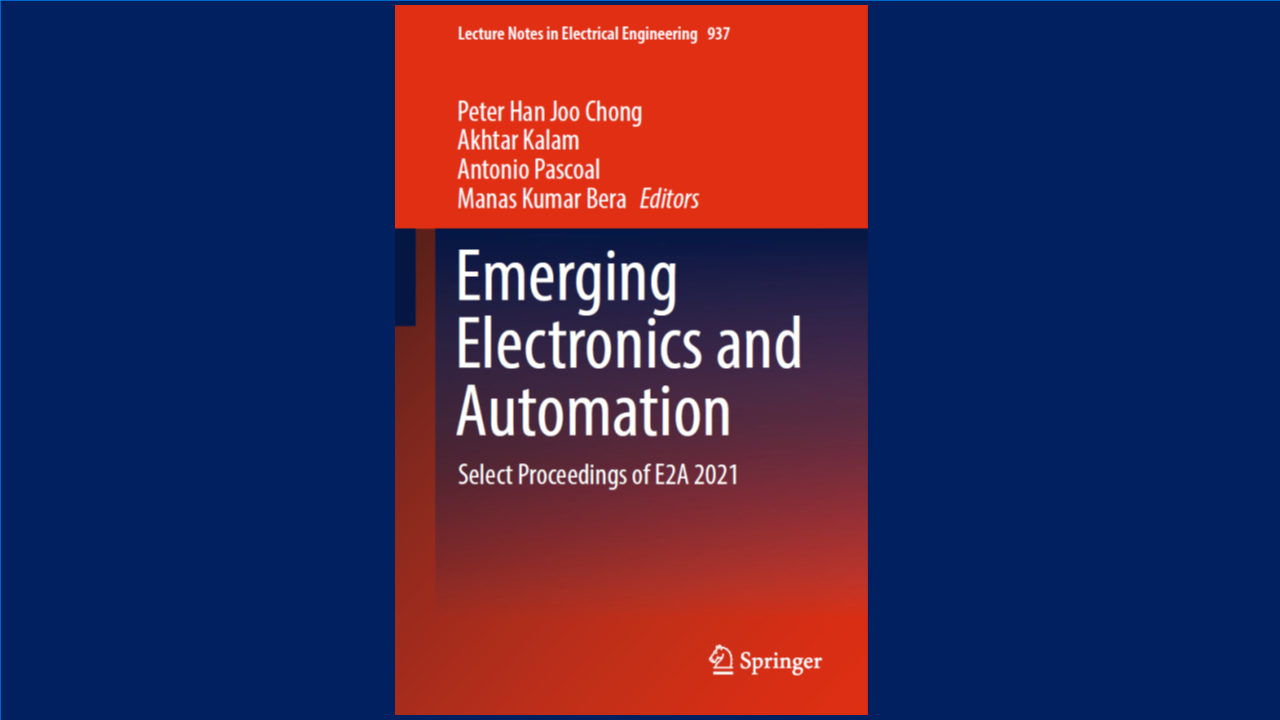 Lecture Notes in Electrical Engineering 937
Peter Han Joo Chong
Akhtar Kalam
Antonio Pascoal
Manas Kumar Bera Editors
Emerging
Electronics and
Automation
Select Proceedings of E2A 2021
Springer